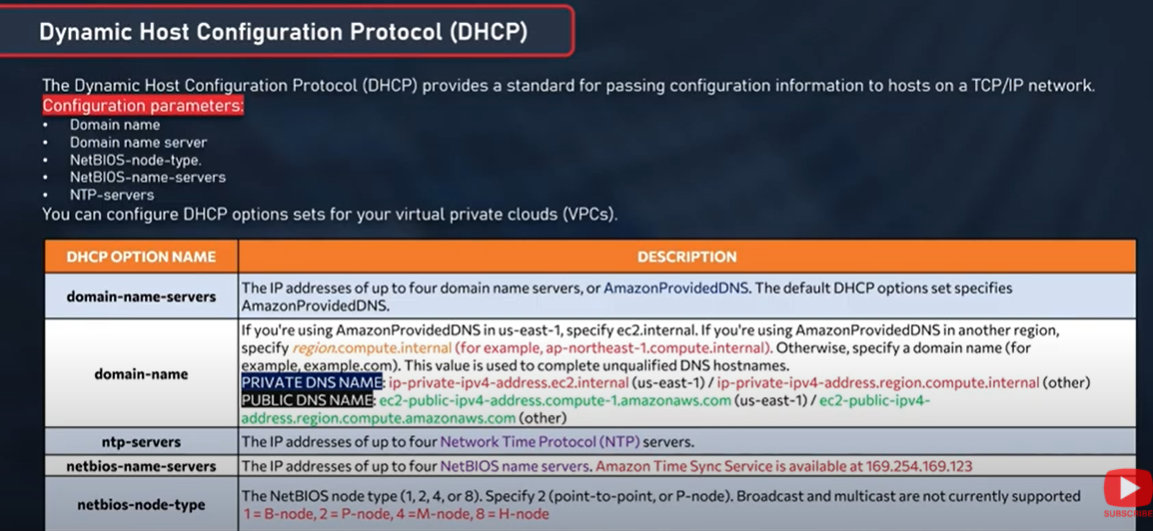 Dynamic Host Configuration Protocol (DHCP)
The Dynamic Host Configuration Protocol (DHCP) provides a standard for passing configuration information to hosts on a TCP/IP network.
Configuration parameters:
• Domain name
• Domain name server
• NetBIOS-node-type.
• NetBIOS-name-servers
• NTP-servers
You can configure DHCP options sets for your virtual private clouds (VPCs).
DHCP OPTION NAME DESCRIPTION
domain-name-servers
The IP addresses of up to four domain name servers, or AmazonProvidedDNS. The default DHCP options set specifies
AmazonProvidedDNS.
domain-name
If you're using AmazonProvidedDNS in us-east-1, specify ec2.internal. If you're using AmazonProvidedDNS in another region,
specify region.compute.internal (for example, ap-northeast-1.compute.internal). Otherwise, specify a domain name (for
example, example.com). This value is used to complete unqualified DNS hostnames.
PRIVATE DNS NAME: ip-private-ipv4-address.ec2.internal (us-east-1) / ip-private-ipv4-address.region.compute.internal (other)
PUBLIC DNS NAME: ec2-public-ipv4-address.compute-1.amazonaws.com (us-east-1) / ec2-public-ipv4-
address.region.compute.amazonaws.com (other)
ntp-servers The IP addresses of up to four Network Time Protocol (NTP) servers.
netbios-name-servers The IP addresses of up to four NetBIOS name servers. Amazon Time Sync Service is available at 169.254.169.123
netbios-node-type
The NetBIOS node type (1, 2, 4, or 8). Specify 2 (point-to-point, or P-node). Broadcast and multicast are not currently supported
1 = B-node, 2 = P-node, 4 =M-node, 8 = H-node
SUBSCRIBE